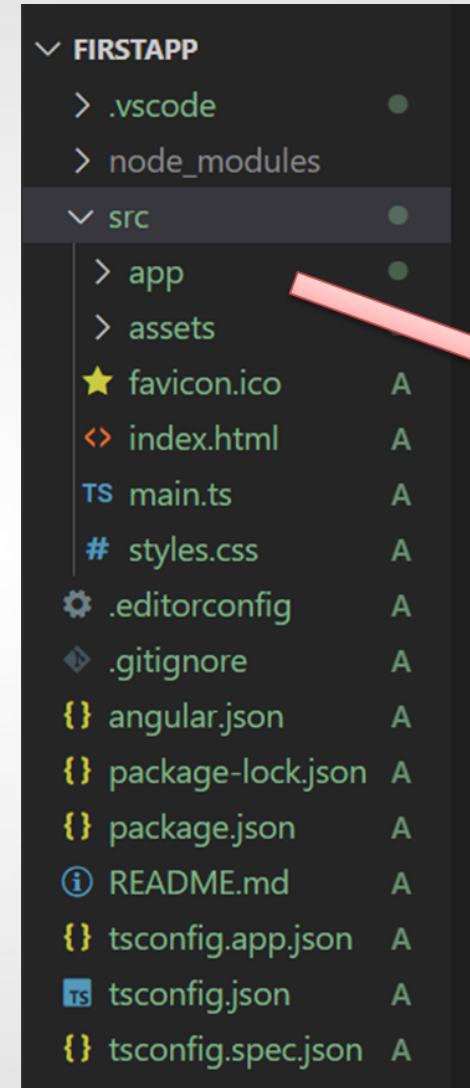 FIRSTAPP
.vscode
node_modules
src
app
assets
favicon.ico A
<> index.html A
TS main.ts A
# styles.css A
.editorconfig A
.gitignore A
{} angular.json A
{} package-lock.json A
{} package.json A
README.md A
{} tsconfig.app.json A
TS tsconfig.json A
{} tsconfig.spec.json A